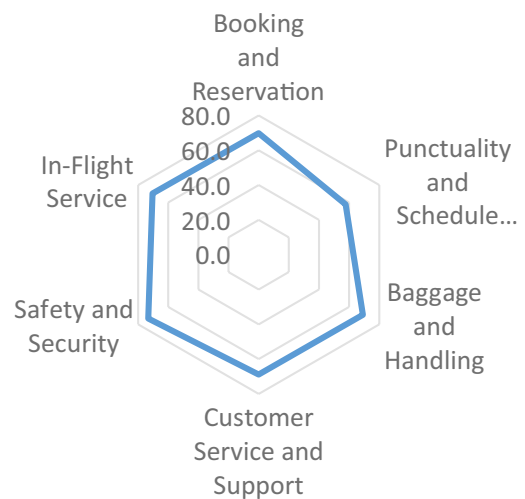 Booking
and
Reservation
80.0
60.0
40.0
20.0
0.0
Punctuality
and
Schedule...
Baggage
and
Handling
Customer
Service and
Support
Safety and
Security
In-Flight
Service